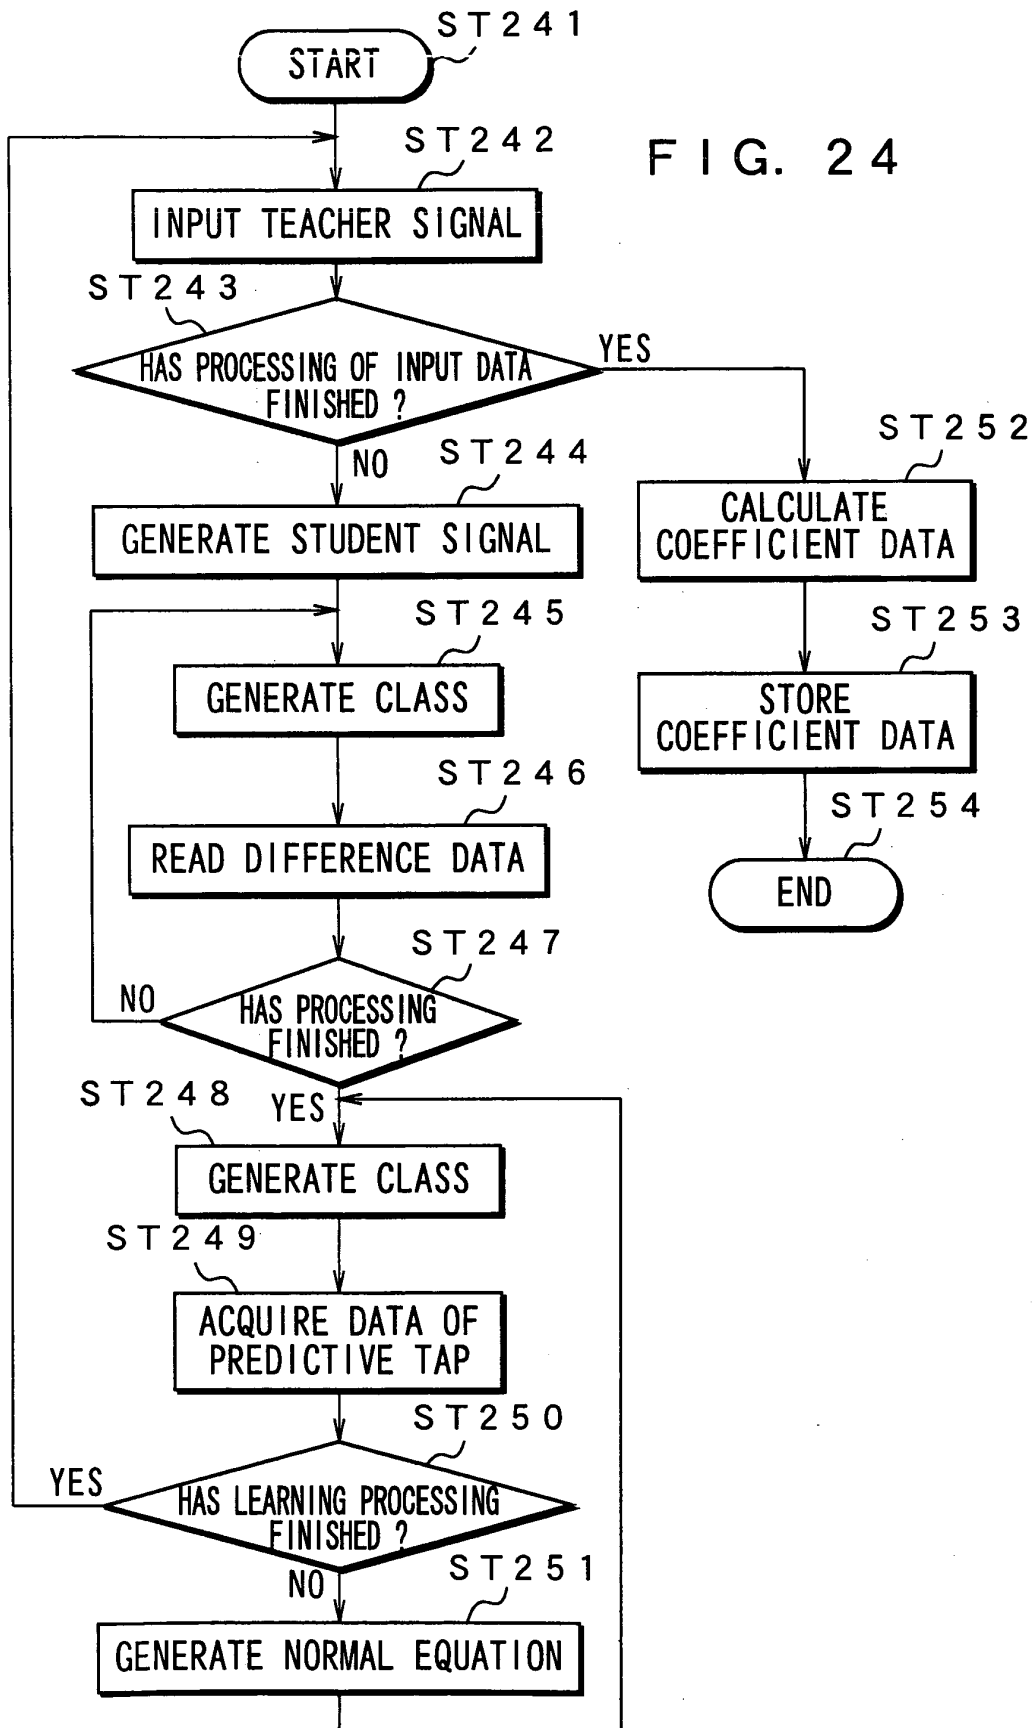 ST241
START
FIG. 24
ST242
INPUT TEACHER SIGNAL
ST243
HAS PROCESSING OF INPUT DATA
FINISHED ?
YES
NO
ST244
GENERATE STUDENT SIGNAL
ST245
GENERATE CLASS
ST246
READ DIFFERENCE DATA
ST247
HAS PROCESSING
FINISHED ?
NO
YES
ST248
GENERATE CLASS
ST249
ACQUIRE DATA OF
PREDICTIVE TAP
ST250
HAS LEARNING PROCESSING
FINISHED ?
YES
NO
ST251
GENERATE NORMAL EQUATION
ST252
CALCULATE
COEFFICIENT DATA
ST253
STORE
COEFFICIENT DATA
ST254
END